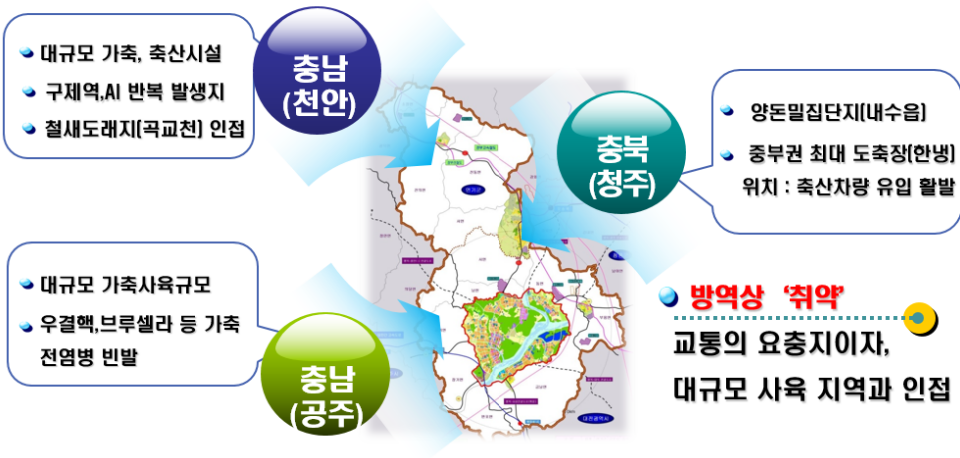 충남
(천안)
대규모 가축, 축산시설
구제역,AI 반복 발생지
철새도래지(곡교천) 인접
충북
(청주)
양돈밀집단지(내수읍)
중부권 최대 도축장(한냉)
위치 : 축산차량 유입 활발
충남
(공주)
대규모 가축사육규모
우결핵,브루셀라 등 가축
전염병 빈발
방역상 ‘취약’
교통의 요충지이자,
대규모 사육 지역과 인접
대전광역시